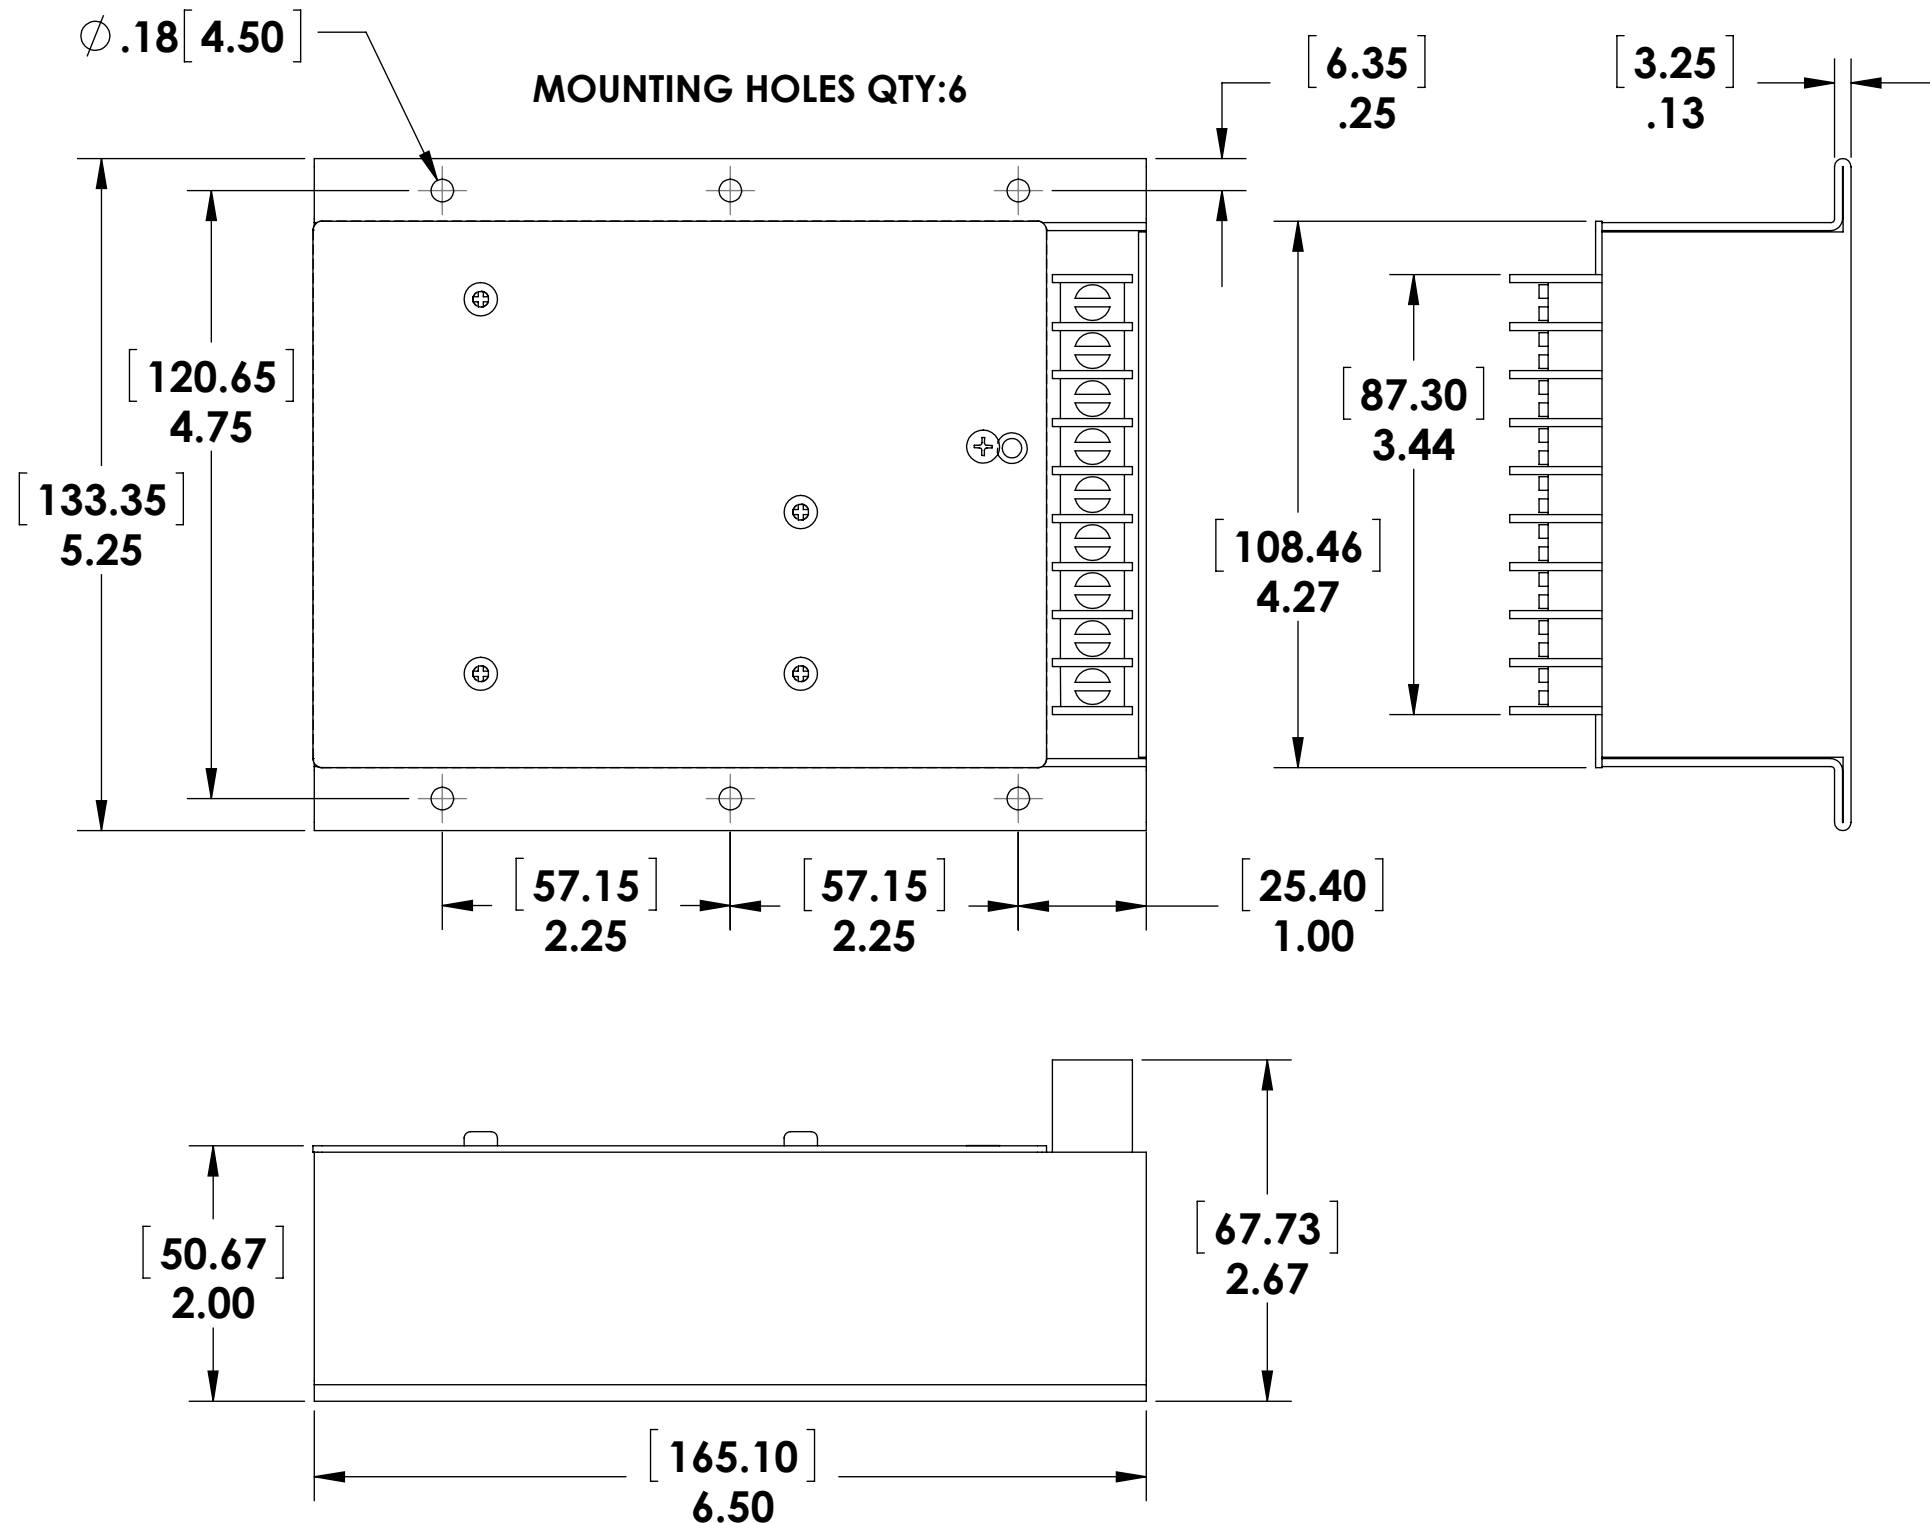 ⌀ .18[ 4.50 ]
MOUNTING HOLES QTY:6
[ 6.35 ]
.25
[ 3.25 ]
.13
[ 120.65 ]
4.75
[ 133.35 ]
5.25
[ 87.30 ]
3.44
[ 108.46 ]
4.27
[ 57.15 ]
2.25
[ 57.15 ]
2.25
[ 25.40 ]
1.00
[ 50.67 ]
2.00
[ 67.73 ]
2.67
[ 165.10 ]
6.50